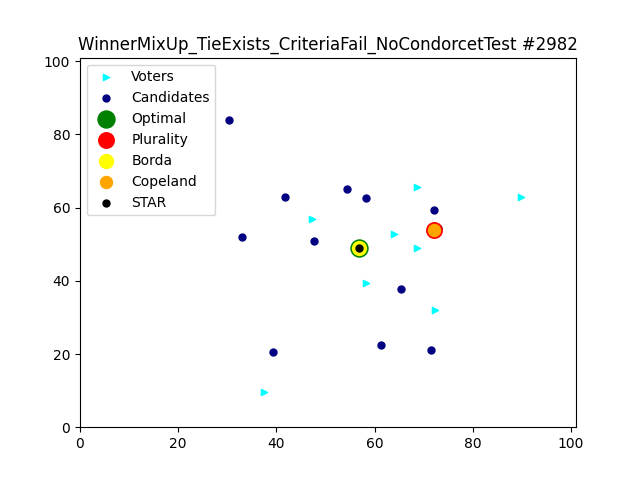 WinnerMixUp_TieExists_CriteriaFail_NoCondorcetTest #2982
Voters
Candidates
Optimal
Plurality
Borda
Copeland
STAR
100
80
60
40
20
0
0 20 40 60 80 100